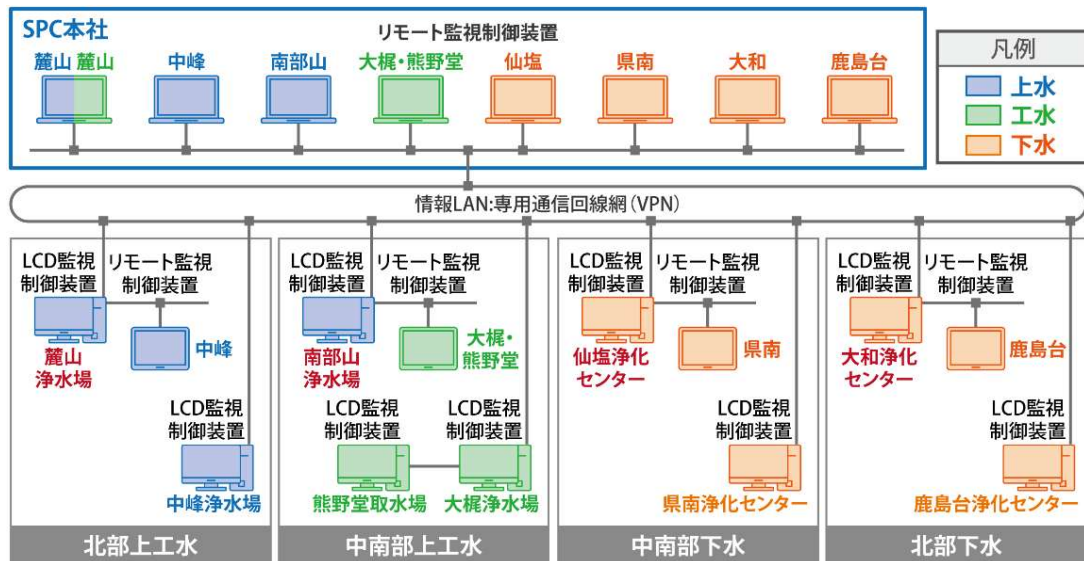 SPC本社
リモート監視制御装置
麓山 麓山
中峰
南部山
大梶・熊野堂
仙塩
県南
大和
鹿島台
凡例
上水
工水
下水
情報LAN:専用通信回線網(VPN)
LCD監視
制御装置
リモート監視
制御装置
麓山
浄水場
中峰
LCD監視
制御装置
中峰浄水場
北部上工水
LCD監視
制御装置
リモート監視
制御装置
南部山
浄水場
大梶・
熊野堂
LCD監視
制御装置
LCD監視
制御装置
熊野堂取水場
大梶浄水場
中南部上工水
LCD監視
制御装置
リモート監視
制御装置
仙塩浄化
センター
県南
LCD監視
制御装置
県南浄化センター
中南部下水
LCD監視
制御装置
リモート監視
制御装置
大和浄化
センター
鹿島台
LCD監視
制御装置
鹿島台浄化センター
北部下水